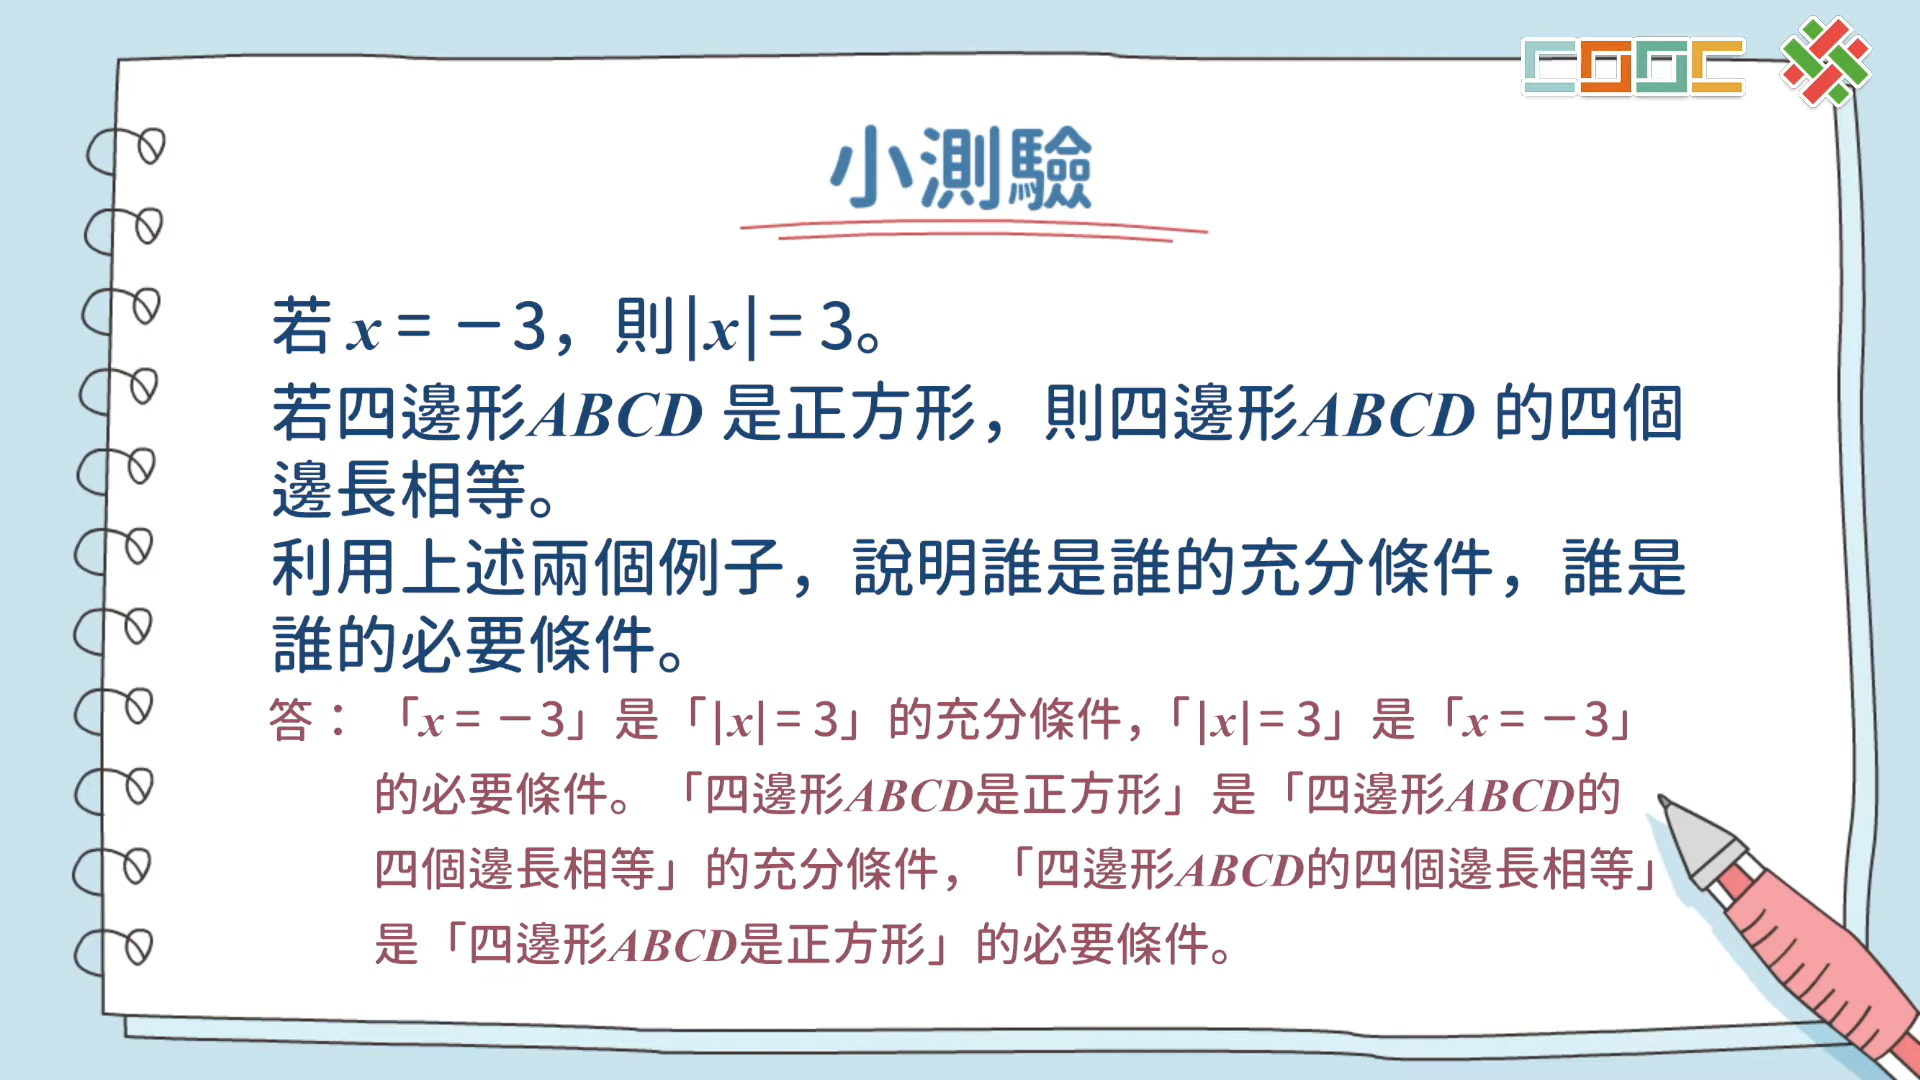 COOC
小測驗
若 x = －3，則|x|= 3。
若四邊形ABCD 是正方形，則四邊形ABCD 的四個
邊長相等。
利用上述兩個例子，說明誰是誰的充分條件，誰是
誰的必要條件。
答：「x = －3」是「|x|= 3」的充分條件，「|x|= 3」是「x = －3」
的必要條件。「四邊形ABCD是正方形」是「四邊形ABCD的
四個邊長相等」的充分條件，「四邊形ABCD的四個邊長相等」
是「四邊形ABCD是正方形」的必要條件。